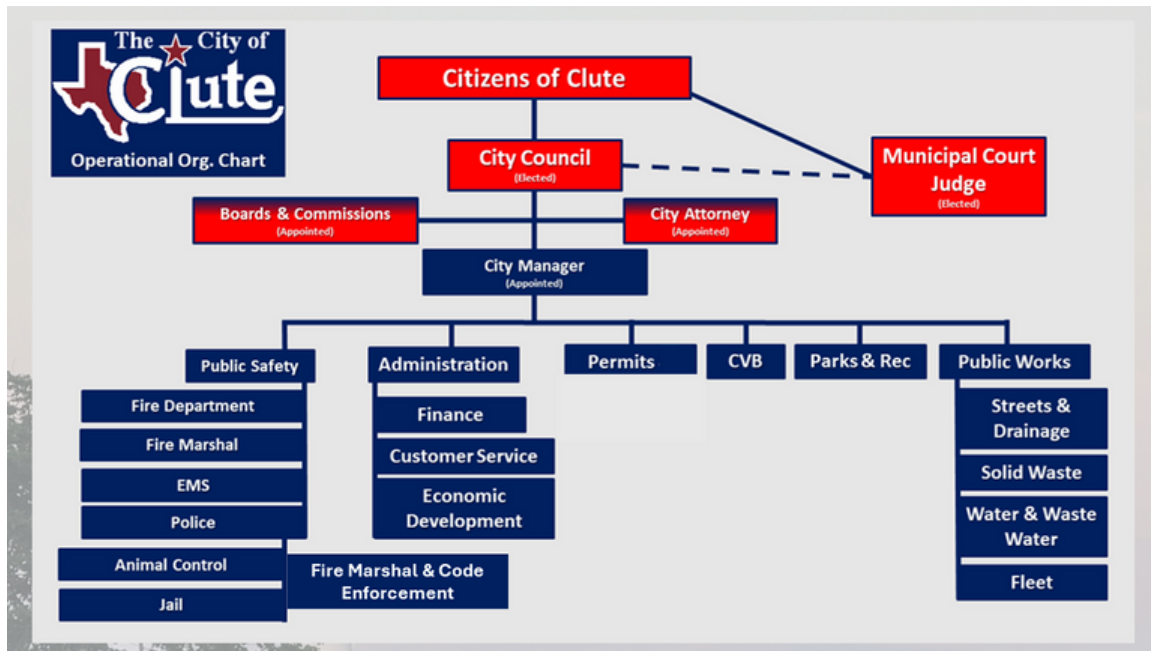 The City of
Clute
Operational Org. Chart
Citizens of Clute
City Council
(Elected)
Municipal Court
Judge
(Elected)
Boards & Commissions
(Appointed)
City Attorney
(Appointed)
City Manager
(Appointed)
Public Safety
Administration
Permits
CVB
Parks & Rec
Public Works
Fire Department
Fire Marshal
EMS
Police
Animal Control
Jail
Fire Marshal & Code
Enforcement
Finance
Customer Service
Economic
Development
Streets &
Drainage
Solid Waste
Water & Waste
Water
Fleet